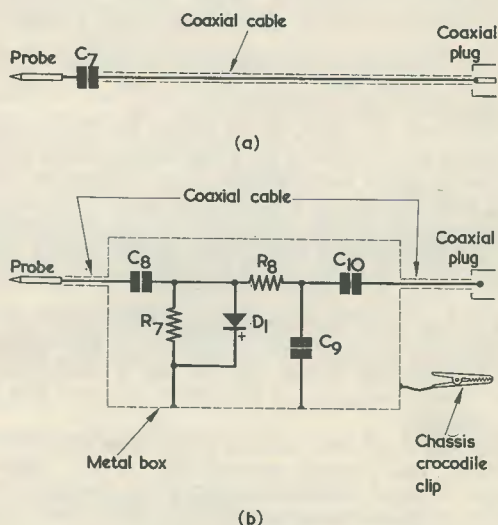 Coaxial cable
Coaxial
plug
Probe
C7
(a)
Coaxial cable
Coaxial
plug
Probe
C8
R8
C10
R7
D1
+
C9
Metal box
Chassis
crocodile
clip
(b)